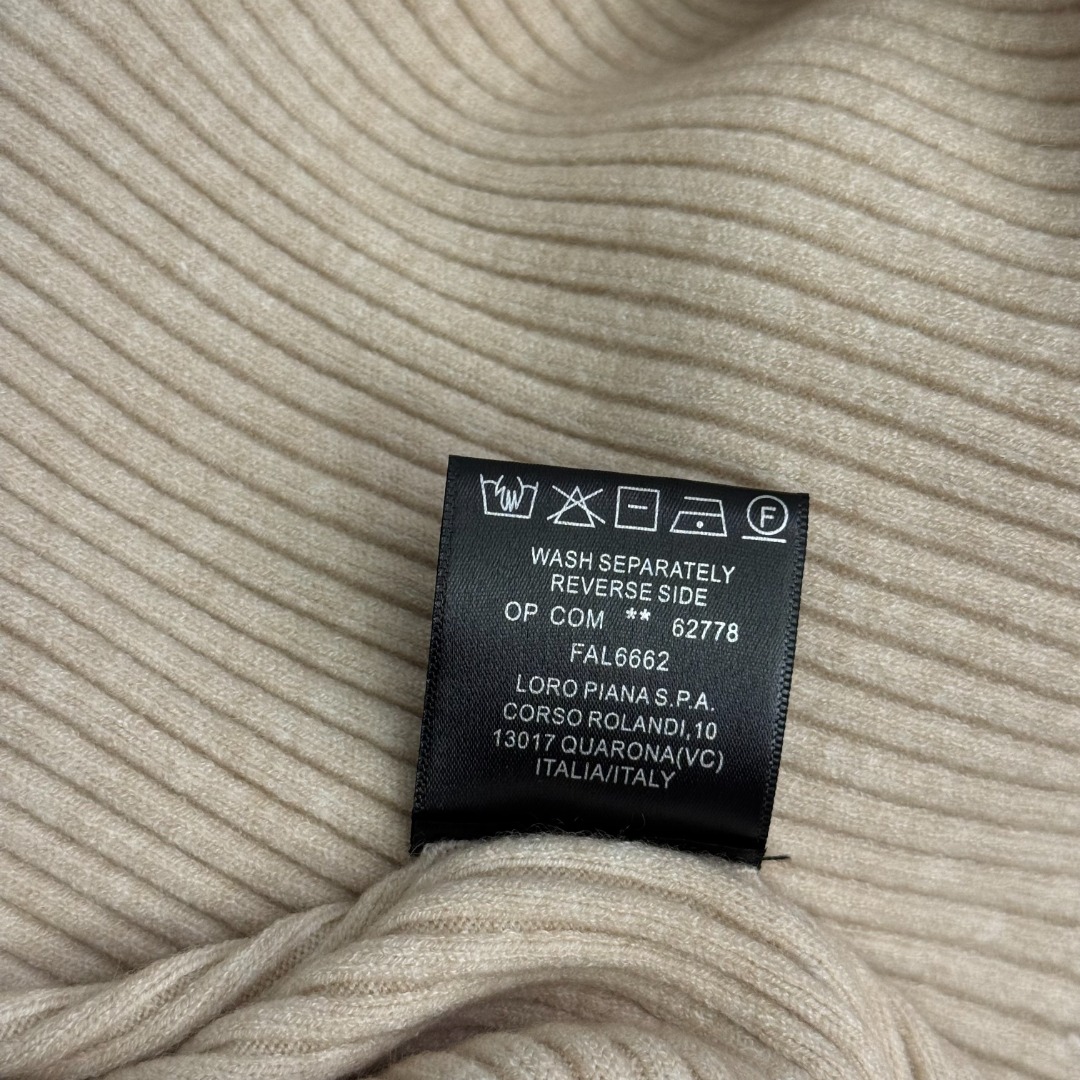 F
WASH SEPARATELY
REVERSE SIDE
OP COM ** 62778
FAL6662
LORO PIANA S.P.A.
CORSO ROLANDI,10
13017 QUARONA(VC)
ITALIA/ITALY